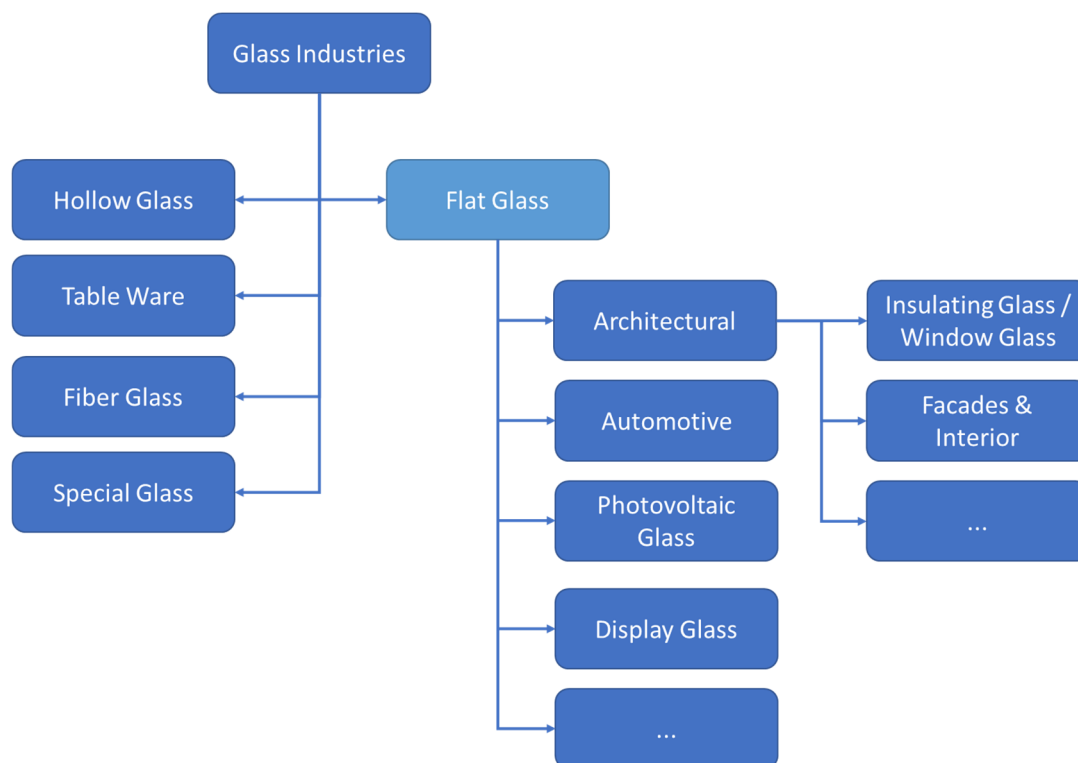 Glass Industries
Hollow Glass
Flat Glass
Table Ware
Fiber Glass
Special Glass
Architectural
Automotive
Photovoltaic
Glass
Display Glass
...
Insulating Glass /
Window Glass
Facades &
Interior
...